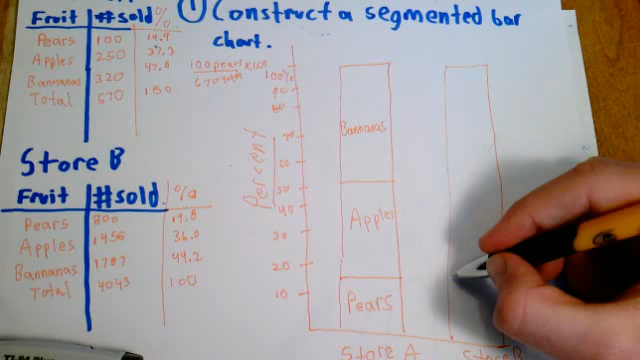 Fruit #sold %
① Construct a segmented bar
chart.
Pears 100 14.9
Apples 250 37.3
Bannanas 320 47.8
Total 670 100
100 pears x100
670 total
Store B
Fruit #sold %
Pears 800 19.8
Apples 1456 36.0
Bannanas 1787 44.2
Total 4043 100
Percent
100%
90
80
70
60
50
40
30
20
10
Bannanas
Apples
Pears
Store A
Store B